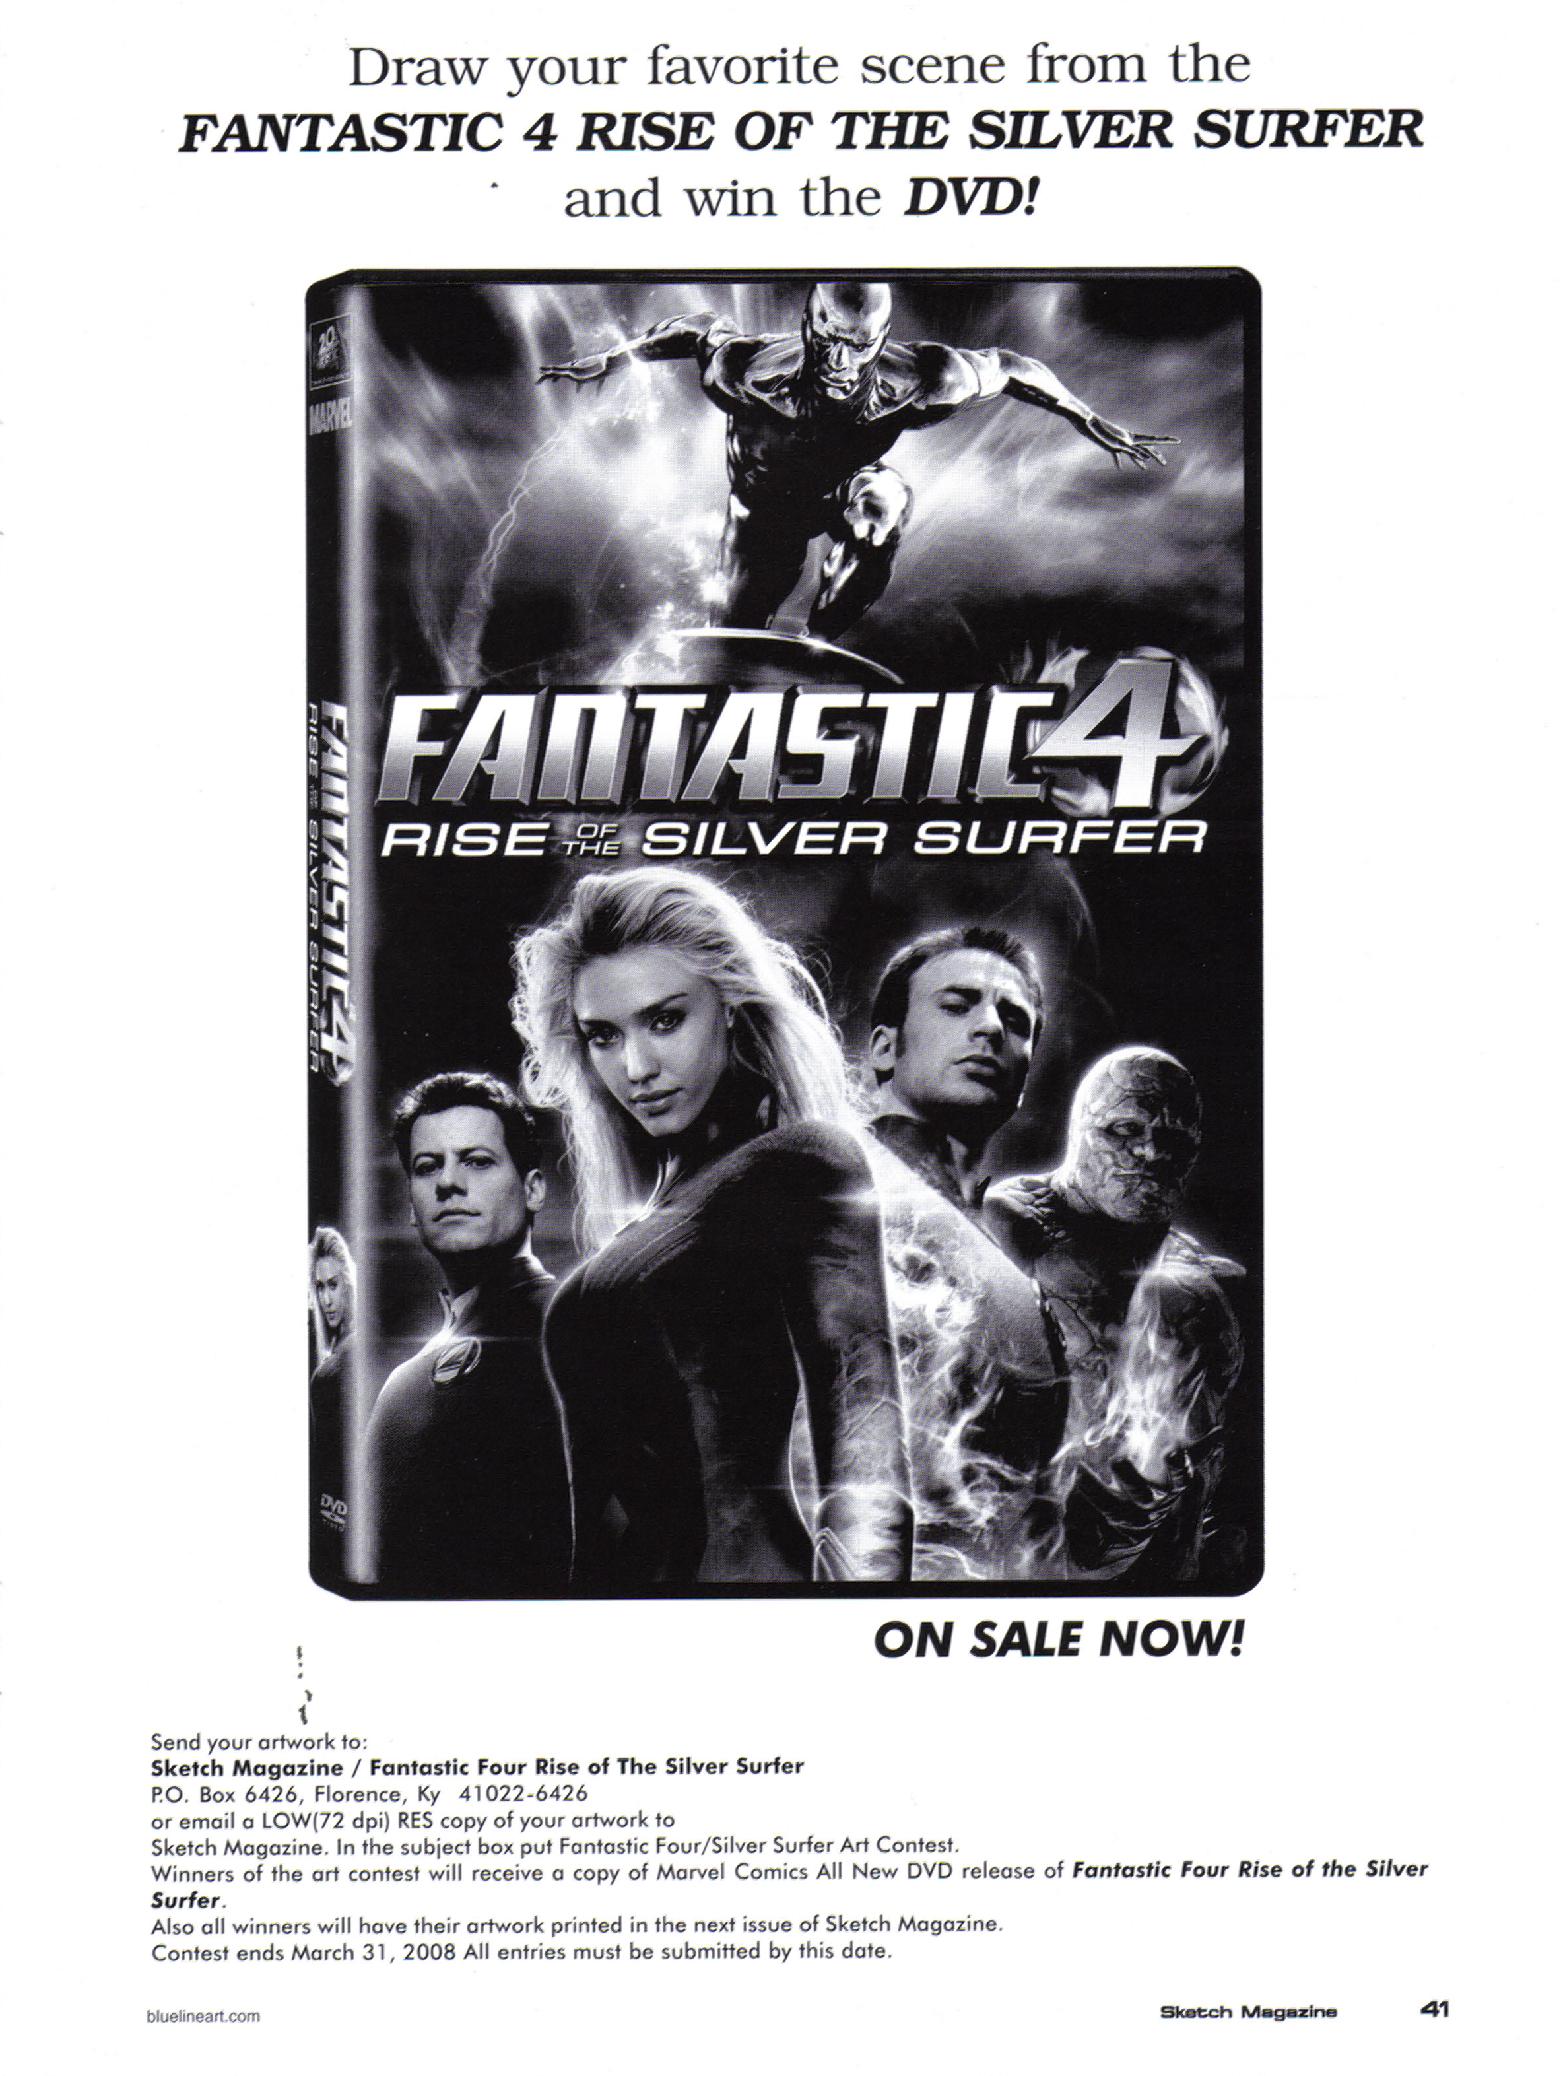 Draw your favorite scene from the
FANTASTIC 4 RISE OF THE SILVER SURFER
and win the DVD!
MARVEL
FANTASTIC 4
RISE OF THE SILVER SURFER
DVD
FANTASTIC 4
RISE OF THE SILVER SURFER
ON SALE NOW!
Send your artwork to:
Sketch Magazine / Fantastic Four Rise of The Silver Surfer
P.O. Box 6426, Florence, Ky 41022-6426
or email a LOW(72 dpi) RES copy of your artwork to
Sketch Magazine. In the subject box put Fantastic Four/Silver Surfer Art Contest.
Winners of the art contest will receive a copy of Marvel Comics All New DVD release of Fantastic Four Rise of the Silver
Surfer.
Also all winners will have their artwork printed in the next issue of Sketch Magazine.
Contest ends March 31, 2008 All entries must be submitted by this date.
bluelineart.com
Sketch Magazine 41